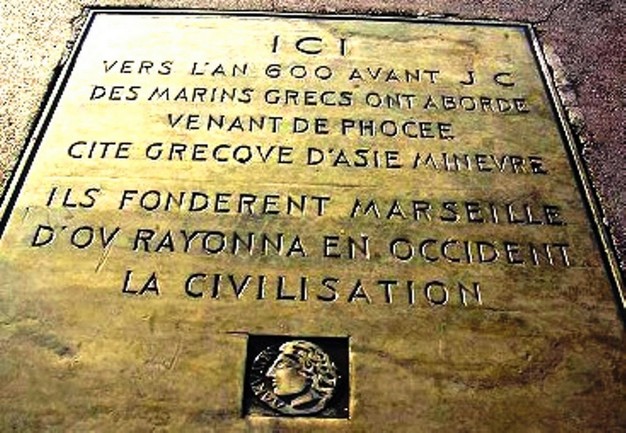 ICI
VERS L'AN 600 AVANT J C
DES MARINS GRECS ONT ABORDE
VENANT DE PHOCEE
CITE GRECQVE D'ASIE MINEVRE
ILS FONDERENT MARSEILLE
D'OV RAYONNA EN OCCIDENT
LA CIVILISATION